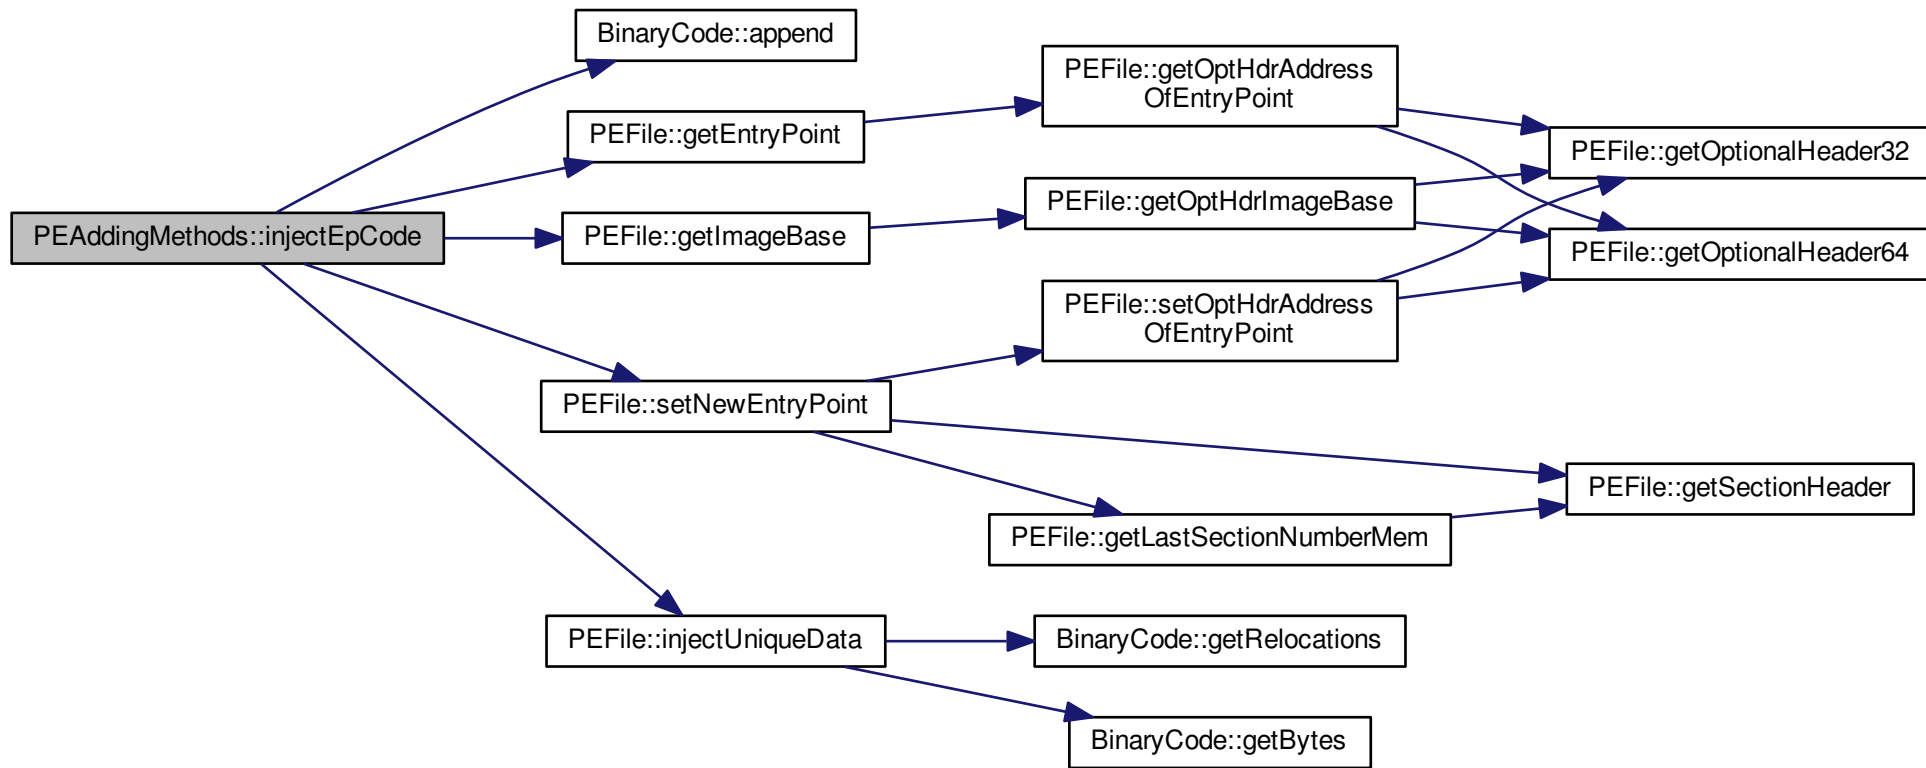 BinaryCode::append
PEFile::getOptHdrAddress
OfEntryPoint
PEFile::getEntryPoint
PEFile::getOptionalHeader32
PEFile::getOptHdrImageBase
PEAddingMethods::injectEpCode
PEFile::getImageBase
PEFile::getOptionalHeader64
PEFile::setOptHdrAddress
OfEntryPoint
PEFile::setNewEntryPoint
PEFile::getSectionHeader
PEFile::getLastSectionNumberMem
PEFile::injectUniqueData
BinaryCode::getRelocations
BinaryCode::getBytes